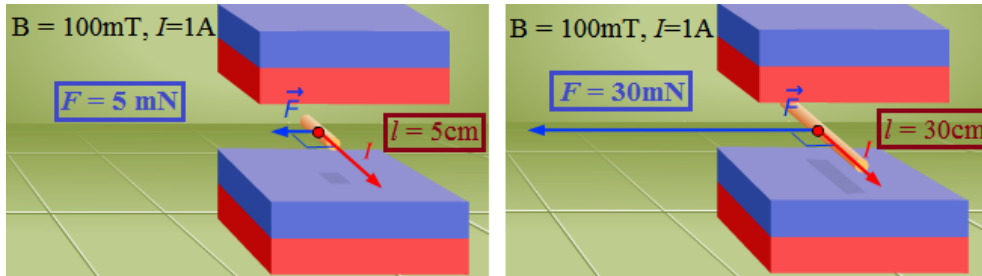 B = 100mT, I=1A
F = 5 mN
F
l = 5cm
I
B = 100mT, I=1A
F = 30mN
F
l = 30cm
I